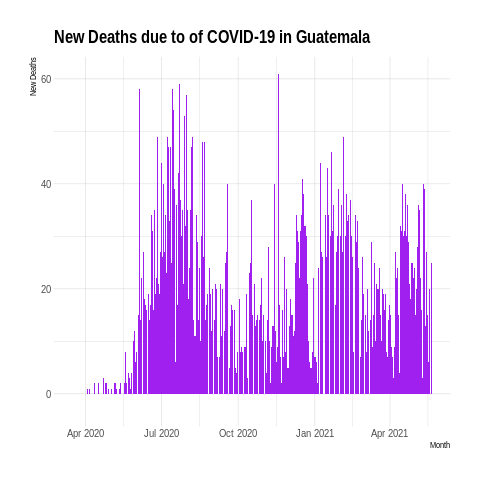 New Deaths due to of COVID-19 in Guatemala
New Deaths
60
40
20
0
Apr 2020 Jul 2020 Oct 2020 Jan 2021 Apr 2021
Month